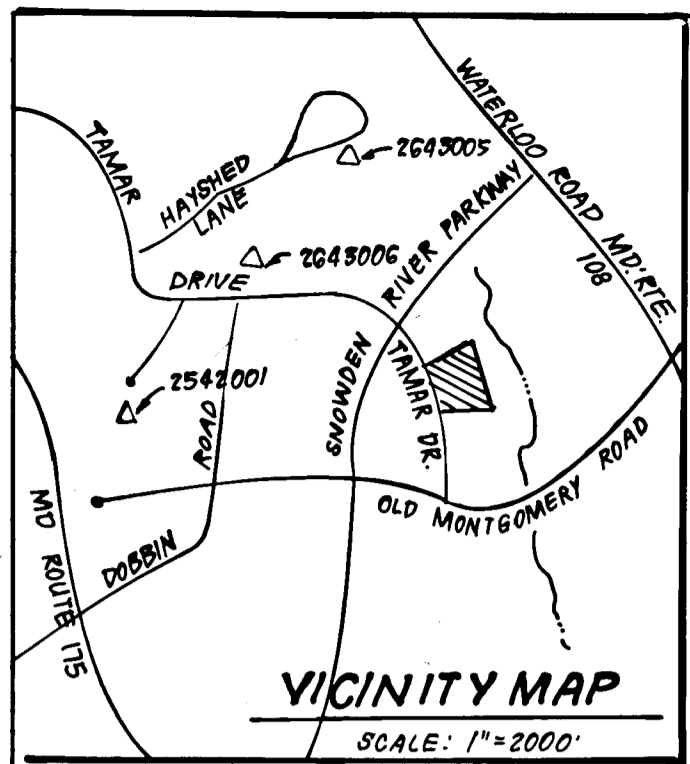 WATERLOO ROAD MD. RTE.
108
TAMAR
2643005
HAYSHED
LANE
RIVER PARKWAY
2643006
DRIVE
SNOWDEN
TAMAR DR.
2542001
ROAD
OLD MONTGOMERY ROAD
MD ROUTE 175
DOBBIN
VICINITY MAP
SCALE: 1"=2000'